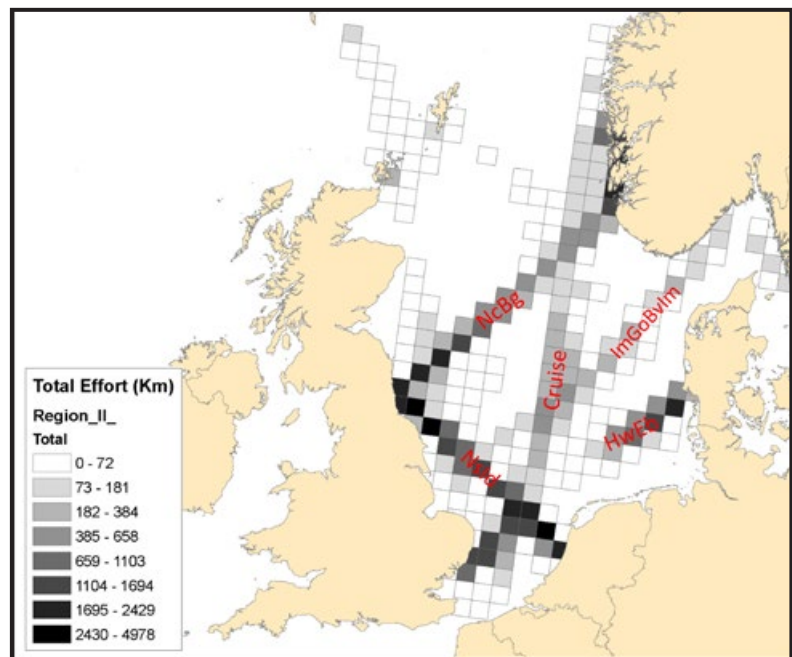 NcBg
ImGoBvIm
Cruise
HwEb
NsId
Total Effort (Km)
Region_II_
Total
0 - 72
73 - 181
182 - 384
385 - 658
659 - 1103
1104 - 1694
1695 - 2429
2430 - 4978